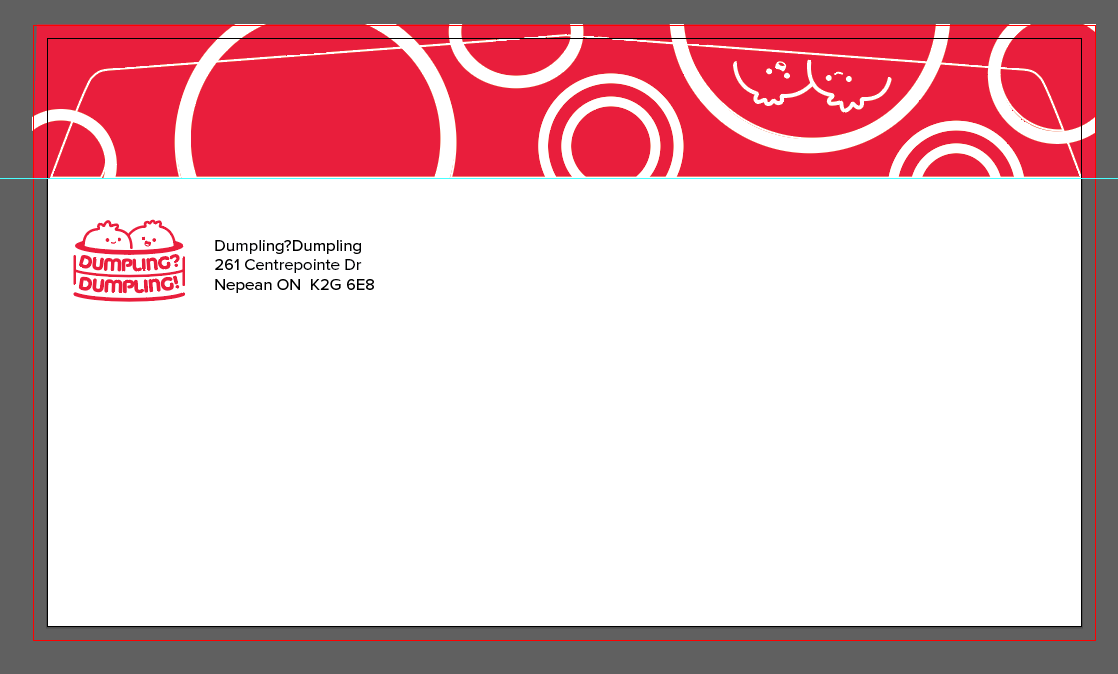 DUMPLING?
DUMPLING!
Dumpling?Dumpling
261 Centrepointe Dr
Nepean ON  K2G 6E8